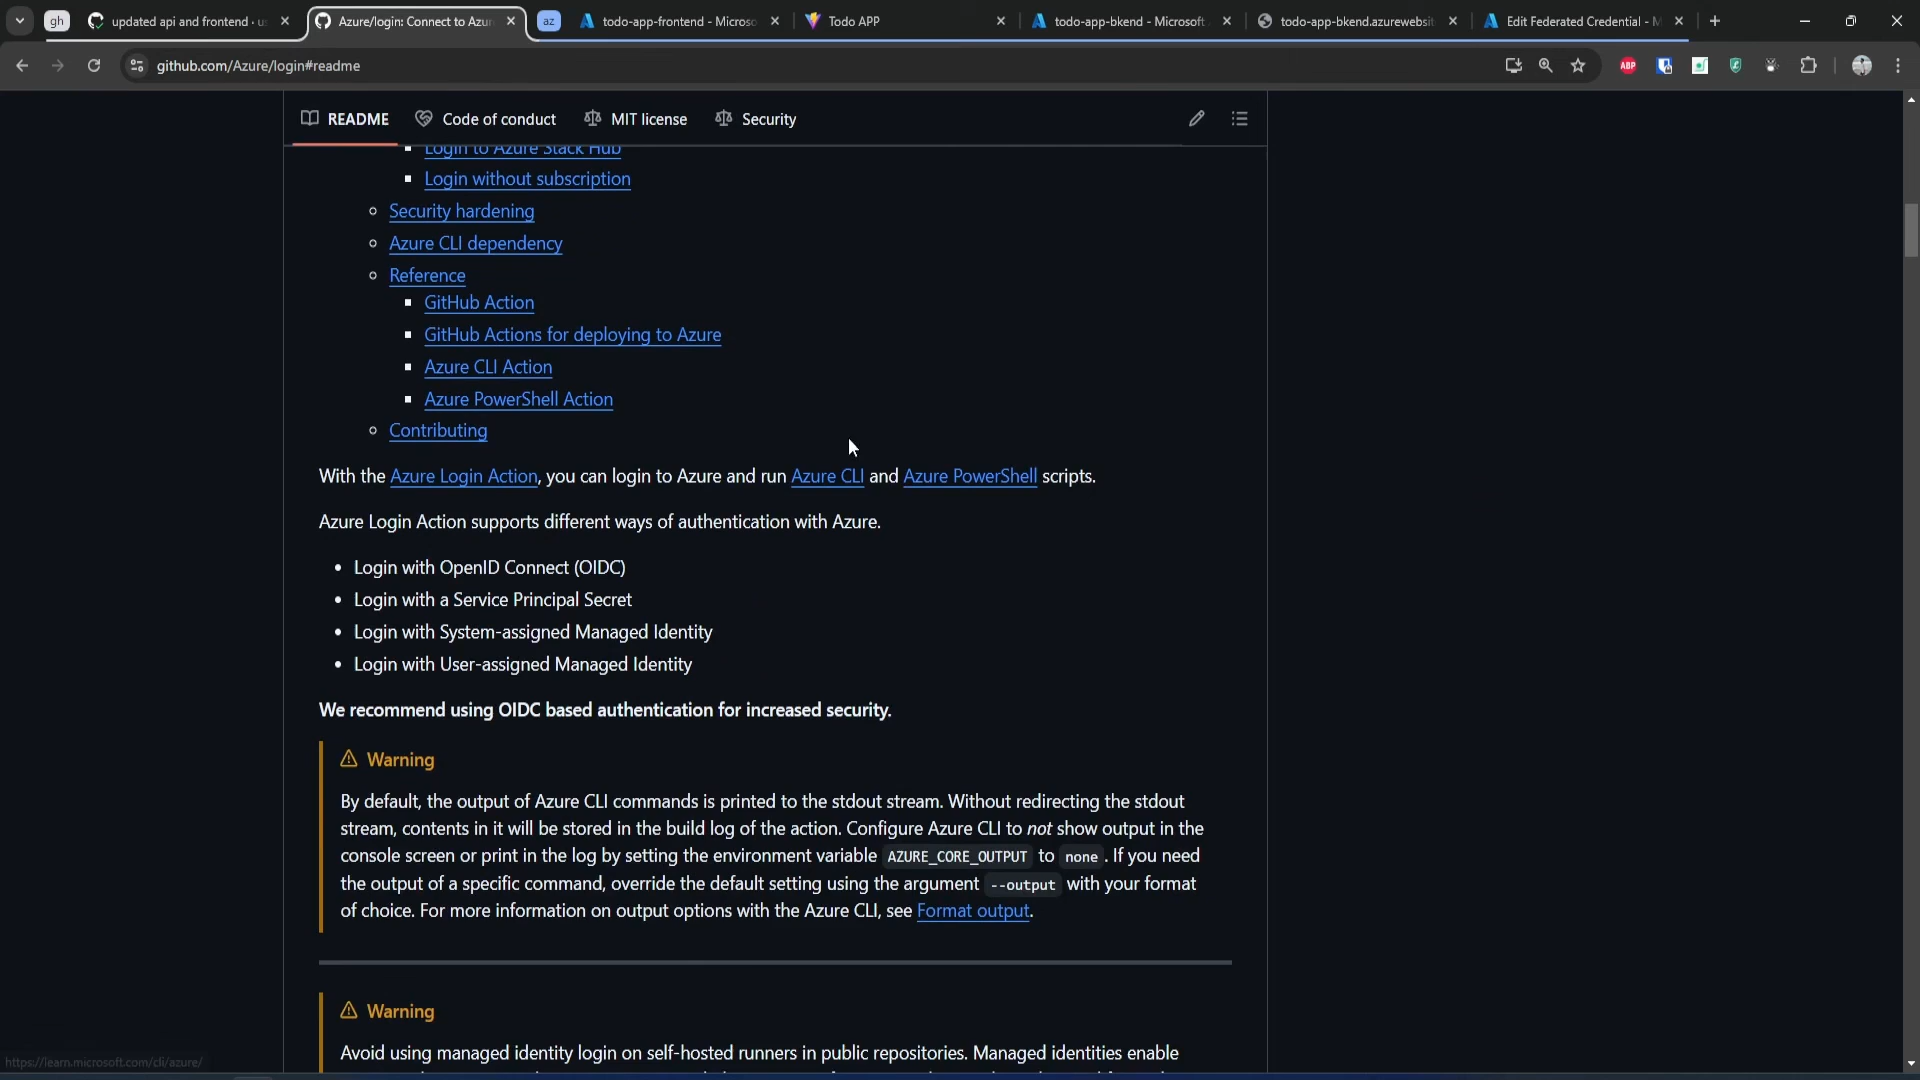 gh
updated api and frontend · u
Azure/login: Connect to Azur
az
todo-app-frontend - Microso
Todo APP
todo-app-bkend - Microsoft
todo-app-bkend.azurewebsit
Edit Federated Credential - M
github.com/Azure/login#readme
ABP
README
Code of conduct
MIT license
Security
Login to Azure Stack Hub
Login without subscription
Security hardening
Azure CLI dependency
Reference
GitHub Action
GitHub Actions for deploying to Azure
Azure CLI Action
Azure PowerShell Action
Contributing
With the Azure Login Action, you can login to Azure and run Azure CLI and Azure PowerShell scripts.
Azure Login Action supports different ways of authentication with Azure.
Login with OpenID Connect (OIDC)
Login with a Service Principal Secret
Login with System-assigned Managed Identity
Login with User-assigned Managed Identity
We recommend using OIDC based authentication for increased security.
Warning
By default, the output of Azure CLI commands is printed to the stdout stream. Without redirecting the stdout
stream, contents in it will be stored in the build log of the action. Configure Azure CLI to not show output in the
console screen or print in the log by setting the environment variable AZURE_CORE_OUTPUT to none. If you need
the output of a specific command, override the default setting using the argument --output with your format
of choice. For more information on output options with the Azure CLI, see Format output.
Warning
Avoid using managed identity login on self-hosted runners in public repositories. Managed identities enable
https://learn.microsoft.com/cli/azure/